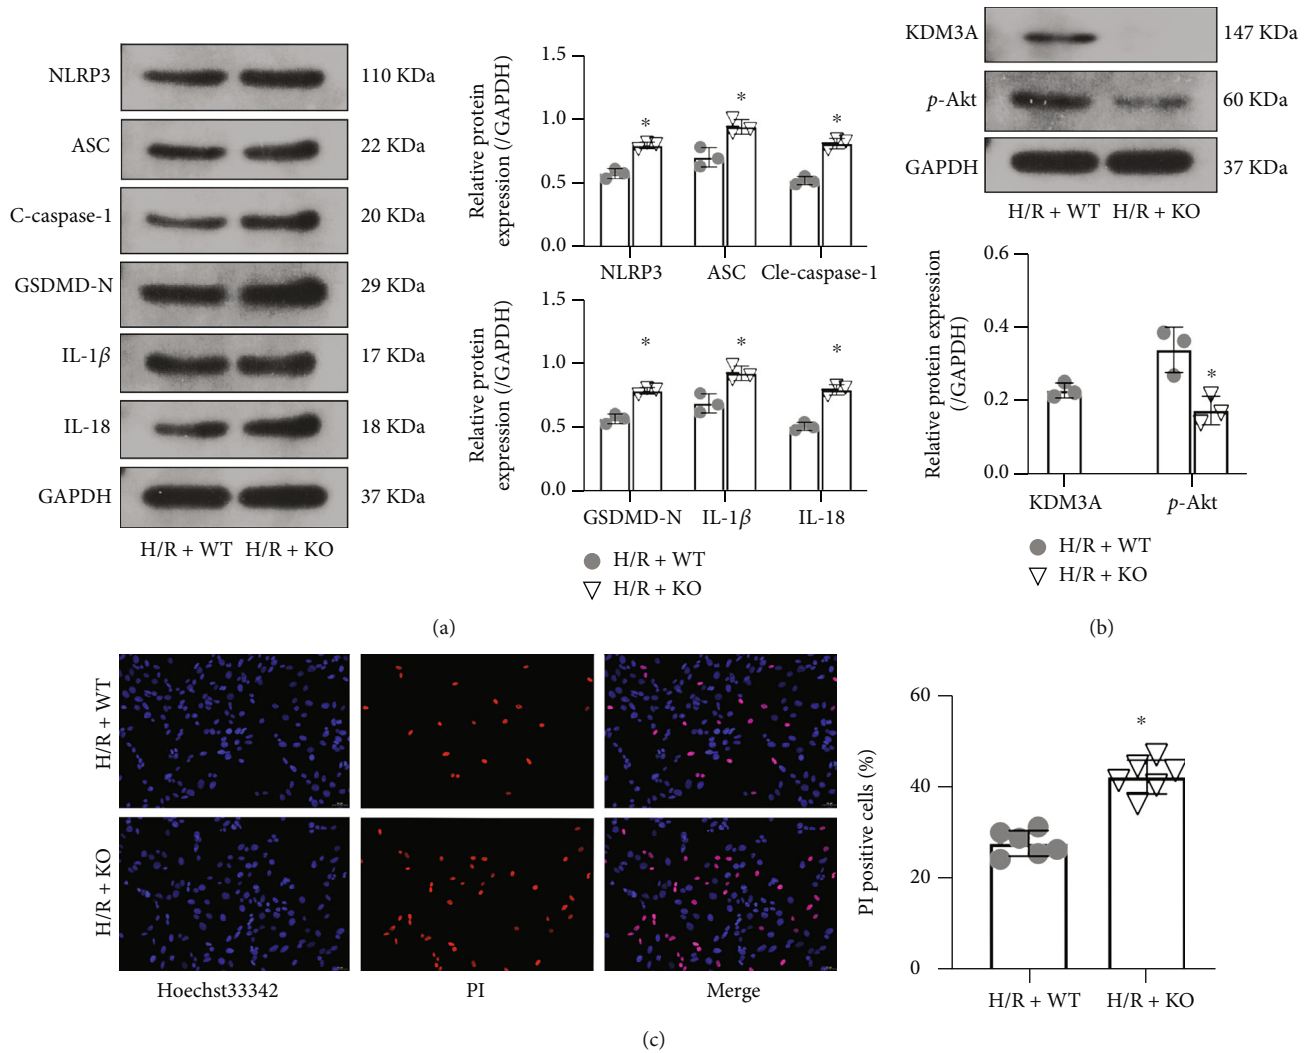 NLRP3
110 KDa
ASC
22 KDa
C-caspase-1
20 KDa
GSDMD-N
29 KDa
IL-1β
17 KDa
IL-18
18 KDa
GAPDH
37 KDa
H/R + WT H/R + KO
Relative protein
expression (/GAPDH)
1.5
1.0
0.5
0.0
* * *
NLRP3 ASC Cle-caspase-1
Relative protein
expression (/GAPDH)
1.5
1.0
0.5
0.0
* * *
GSDMD-N IL-1β IL-18
H/R + WT
H/R + KO
(a)
KDM3A
147 KDa
p-Akt
60 KDa
GAPDH
37 KDa
H/R + WT H/R + KO
Relative protein expression
(/GAPDH)
0.6
0.4
0.2
0.0
*
KDM3A p-Akt
H/R + WT
H/R + KO
(b)
H/R + WT
H/R + KO
Hoechst33342 PI Merge
PI positive cells (%)
60
40
20
0
*
H/R + WT H/R + KO
(c)